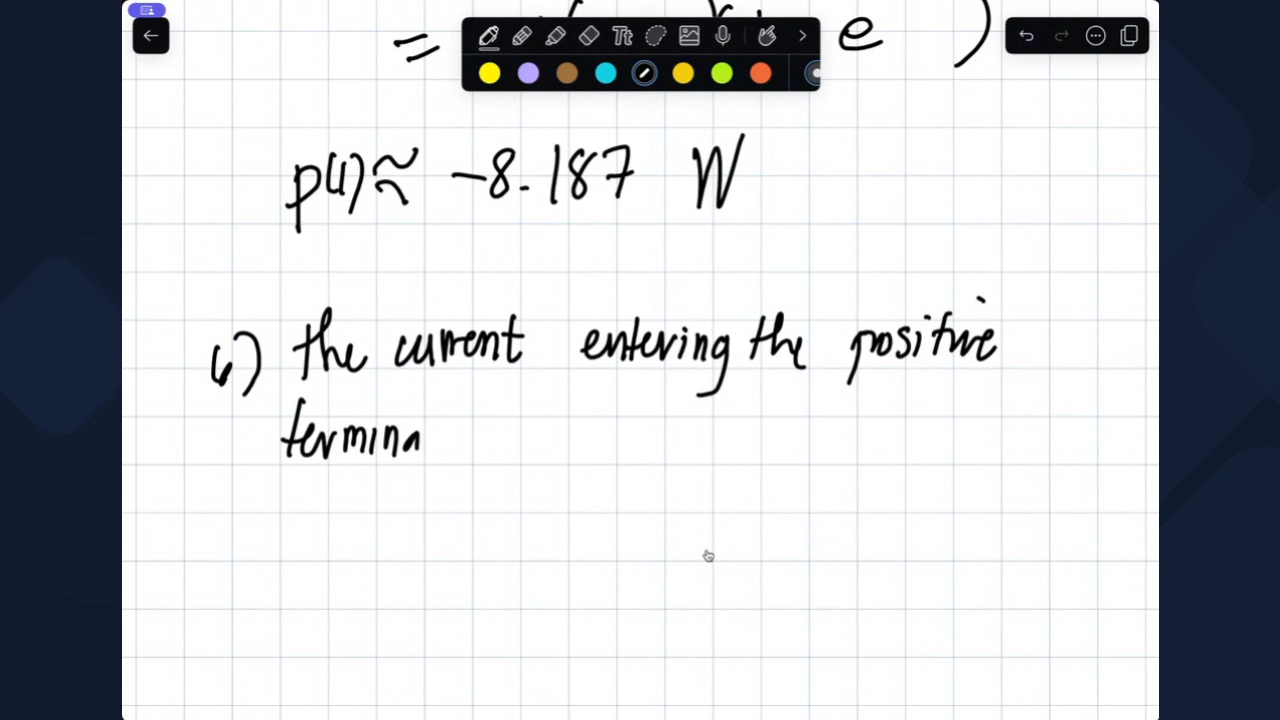 = e )
p(1)≈ -8.187 W
b) the current entering the positive
termina